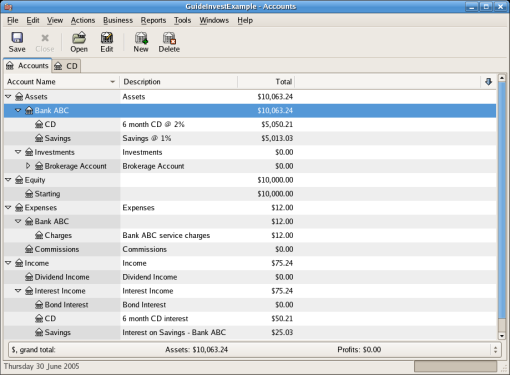 GuideInvestExample - Accounts
File Edit View Actions Business Reports Tools Windows Help
Save Close Open Edit New Delete
Accounts CD
Account Name Description Total
Assets Assets $10,063.24
Bank ABC $10,063.24
CD 6 month CD @ 2% $5,050.21
Savings Savings @ 1% $5,013.03
Investments Investments $0.00
Brokerage Account Brokerage Account $0.00
Equity $10,000.00
Starting $10,000.00
Expenses Expenses $12.00
Bank ABC $12.00
Charges Bank ABC service charges $12.00
Commissions Commissions $0.00
Income Income $75.24
Dividend Income Dividend Income $0.00
Interest Income Interest Income $75.24
Bond Interest Bond Interest $0.00
CD 6 month CD interest $50.21
Savings Interest on Savings - Bank ABC $25.03
$, grand total: Assets: $10,063.24 Profits: $0.00
Thursday 30 June 2005